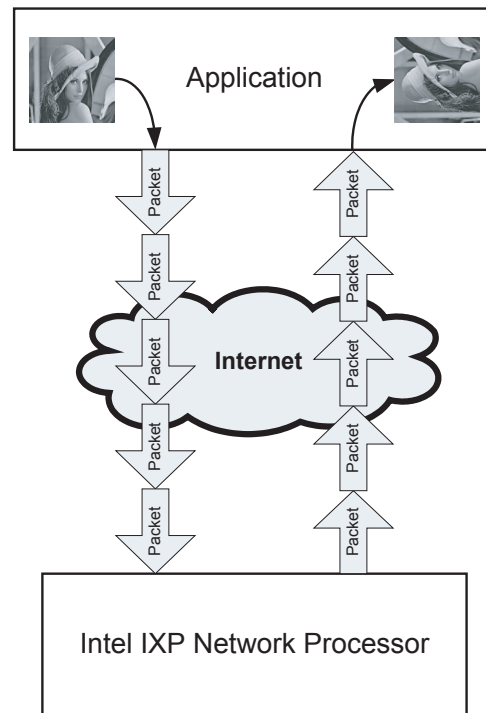 Application
Packet
Packet
Packet
Packet
Packet
Packet
Packet
Packet
Packet
Packet
Internet
Intel IXP Network Processor